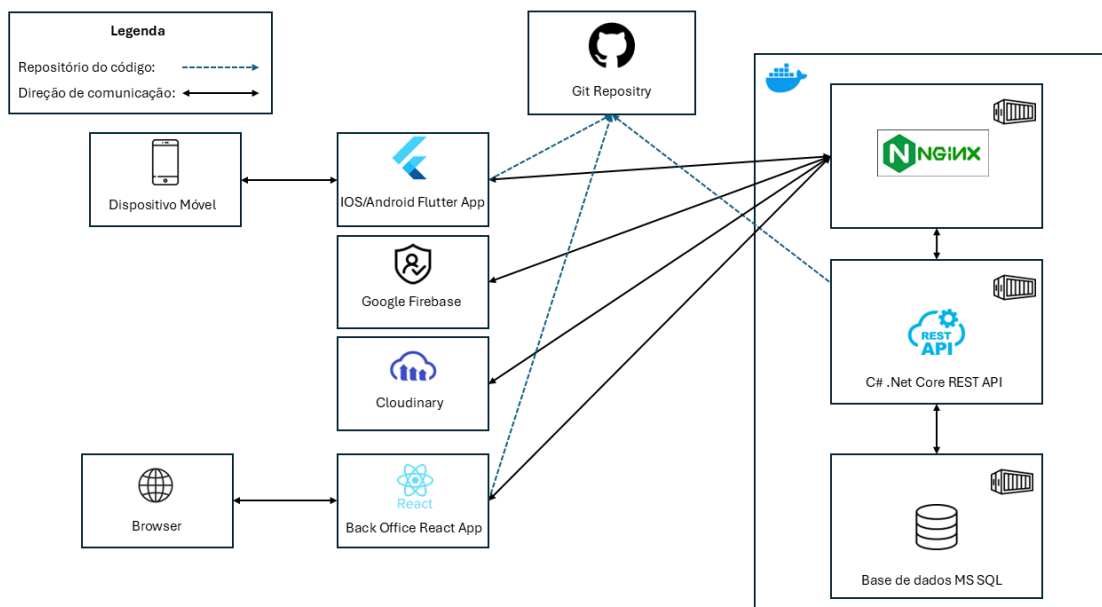 Legenda
Repositório do código:
Direção de comunicação:
Git Repositry
NGiNX
Dispositivo Móvel
IOS/Android Flutter App
Google Firebase
REST
API
C# .Net Core REST API
Cloudinary
Browser
React
Back Office React App
Base de dados MS SQL